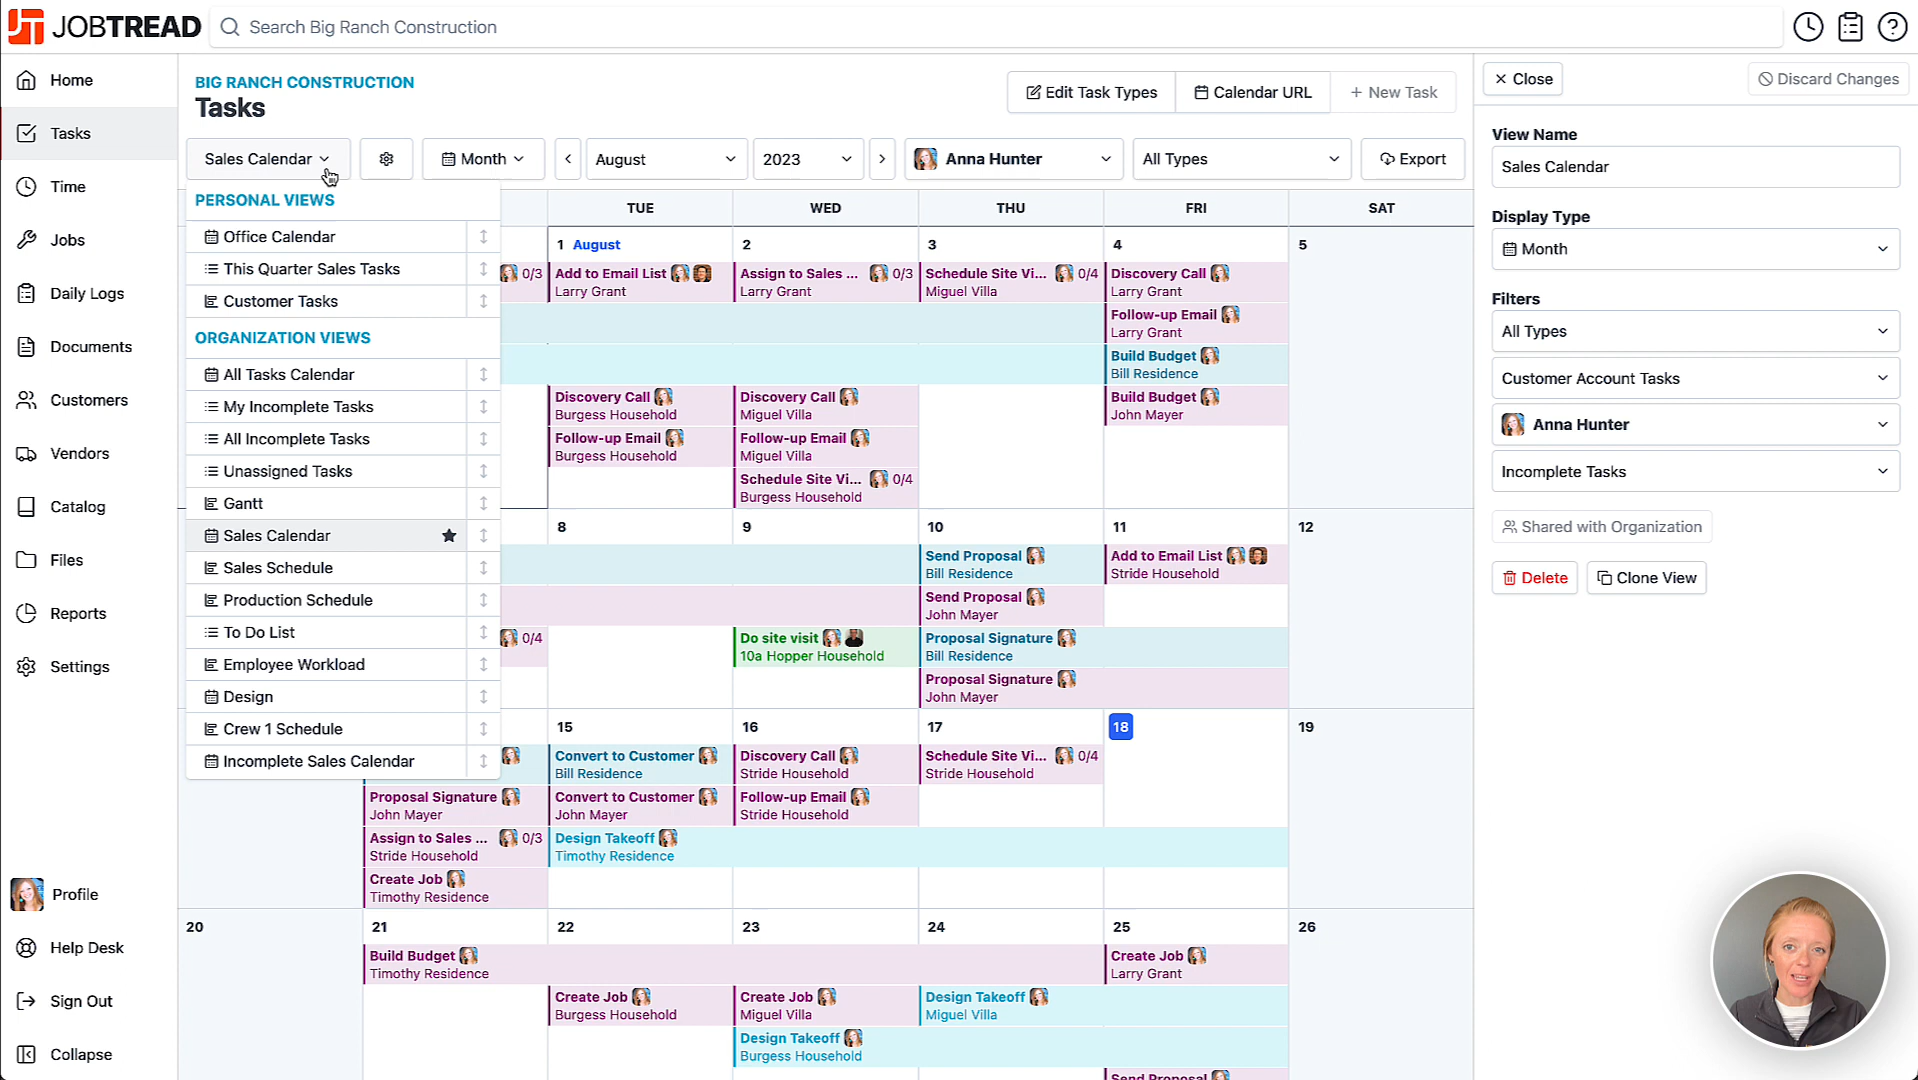 JOBTREAD
Search Big Ranch Construction
Home
Tasks
Time
Jobs
Daily Logs
Documents
Customers
Vendors
Catalog
Files
Reports
Settings
Profile
Help Desk
Sign Out
Collapse
BIG RANCH CONSTRUCTION
Tasks
Edit Task Types
Calendar URL
+ New Task
Sales Calendar
Month
August
2023
Anna Hunter
All Types
Export
PERSONAL VIEWS
Office Calendar
This Quarter Sales Tasks
Customer Tasks
ORGANIZATION VIEWS
All Tasks Calendar
My Incomplete Tasks
All Incomplete Tasks
Unassigned Tasks
Gantt
Sales Calendar
Sales Schedule
Production Schedule
To Do List
Employee Workload
Design
Crew 1 Schedule
Incomplete Sales Calendar
TUE WED THU FRI SAT
0/3
1 August
Add to Email List
Larry Grant
Discovery Call
Burgess Household
Follow-up Email
Burgess Household
2
Assign to Sales ... 0/3
Larry Grant
Discovery Call
Miguel Villa
Follow-up Email
Miguel Villa
Schedule Site Vi... 0/4
Burgess Household
3
Schedule Site Vi... 0/4
Miguel Villa
4
Discovery Call
Larry Grant
Follow-up Email
Larry Grant
Build Budget
Bill Residence
Build Budget
John Mayer
5
0/4
8
9
Do site visit
10a Hopper Household
10
Send Proposal
Bill Residence
Send Proposal
John Mayer
Proposal Signature
Bill Residence
Proposal Signature
John Mayer
11
Add to Email List
Stride Household
12
Proposal Signature
John Mayer
Assign to Sales ... 0/3
Stride Household
Create Job
Timothy Residence
15
Convert to Customer
Bill Residence
Convert to Customer
John Mayer
Design Takeoff
Timothy Residence
16
Discovery Call
Stride Household
Follow-up Email
Stride Household
17
Schedule Site Vi... 0/4
Stride Household
18
19
20
21
Build Budget
Timothy Residence
22
Create Job
Burgess Household
23
Create Job
Miguel Villa
Design Takeoff
Burgess Household
24
Design Takeoff
Miguel Villa
25
Create Job
Larry Grant
Send Proposal
26
Close
Discard Changes
View Name
Sales Calendar
Display Type
Month
Filters
All Types
Customer Account Tasks
Anna Hunter
Incomplete Tasks
Shared with Organization
Delete
Clone View